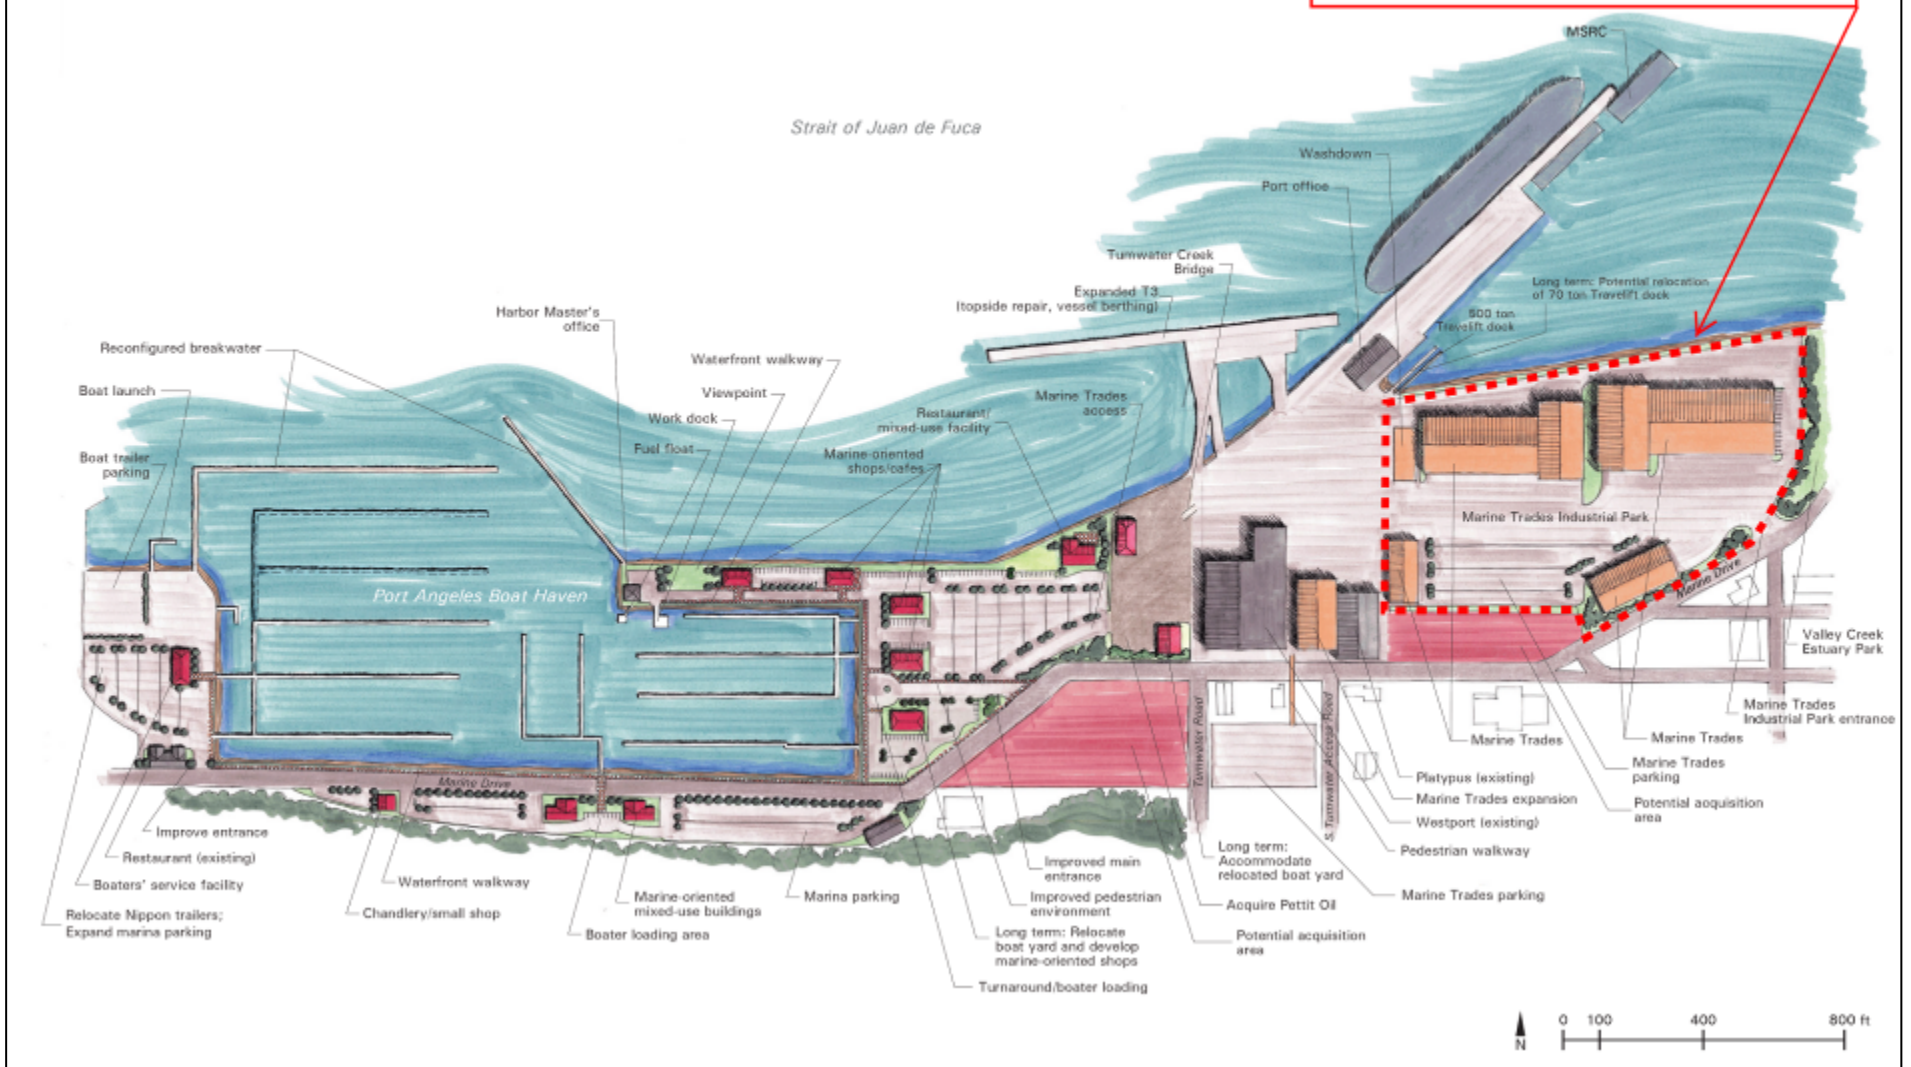 MSRC
Strait of Juan de Fuca
Washdown
Port office
Tumwater Creek
Bridge
Expanded T3
(topside repair, vessel berthing)
Long term: Potential relocation
of 70 ton Travelift dock
500 ton
Travelift dock
Harbor Master's
office
Reconfigured breakwater
Waterfront walkway
Boat launch
Viewpoint
Marine Trades
access
Work dock
Restaurant/
mixed-use facility
Fuel float
Marine-oriented
shops/cafes
Boat trailer
parking
Marine Trades Industrial Park
Port Angeles Boat Haven
Marine Drive
Valley Creek
Estuary Park
Marine Trades
Industrial Park entrance
Tumwater Road
S. Tumwater Access Road
Marine Trades
Marine Trades
Marine Trades
parking
Platypus (existing)
Marine Trades expansion
Potential acquisition
area
Westport (existing)
Pedestrian walkway
Marine Drive
Improve entrance
Restaurant (existing)
Boaters' service facility
Relocate Nippon trailers;
Expand marina parking
Waterfront walkway
Chandlery/small shop
Marine-oriented
mixed-use buildings
Boater loading area
Marina parking
Improved main
entrance
Improved pedestrian
environment
Long term: Relocate
boat yard and develop
marine-oriented shops
Turnaround/boater loading
Long term:
Accommodate
relocated boat yard
Acquire Pettit Oil
Potential acquisition
area
Marine Trades parking
N
0 100 400 800 ft